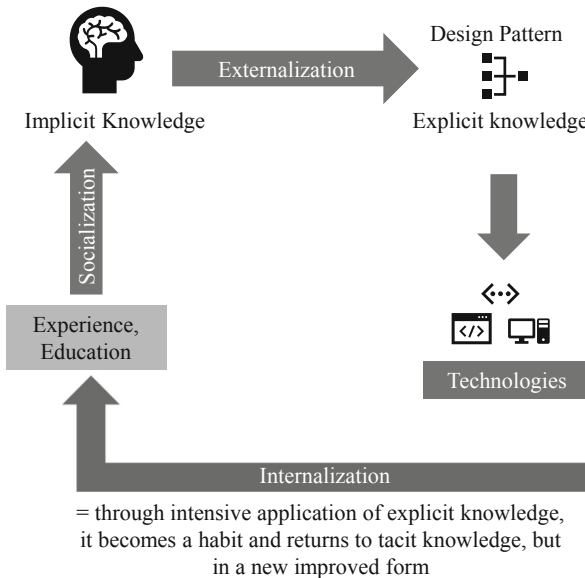 Design Pattern
Externalization
Implicit Knowledge
Explicit knowledge
Socialization
</>
Experience,
Education
Technologies
Internalization
= through intensive application of explicit knowledge,
it becomes a habit and returns to tacit knowledge, but
in a new improved form